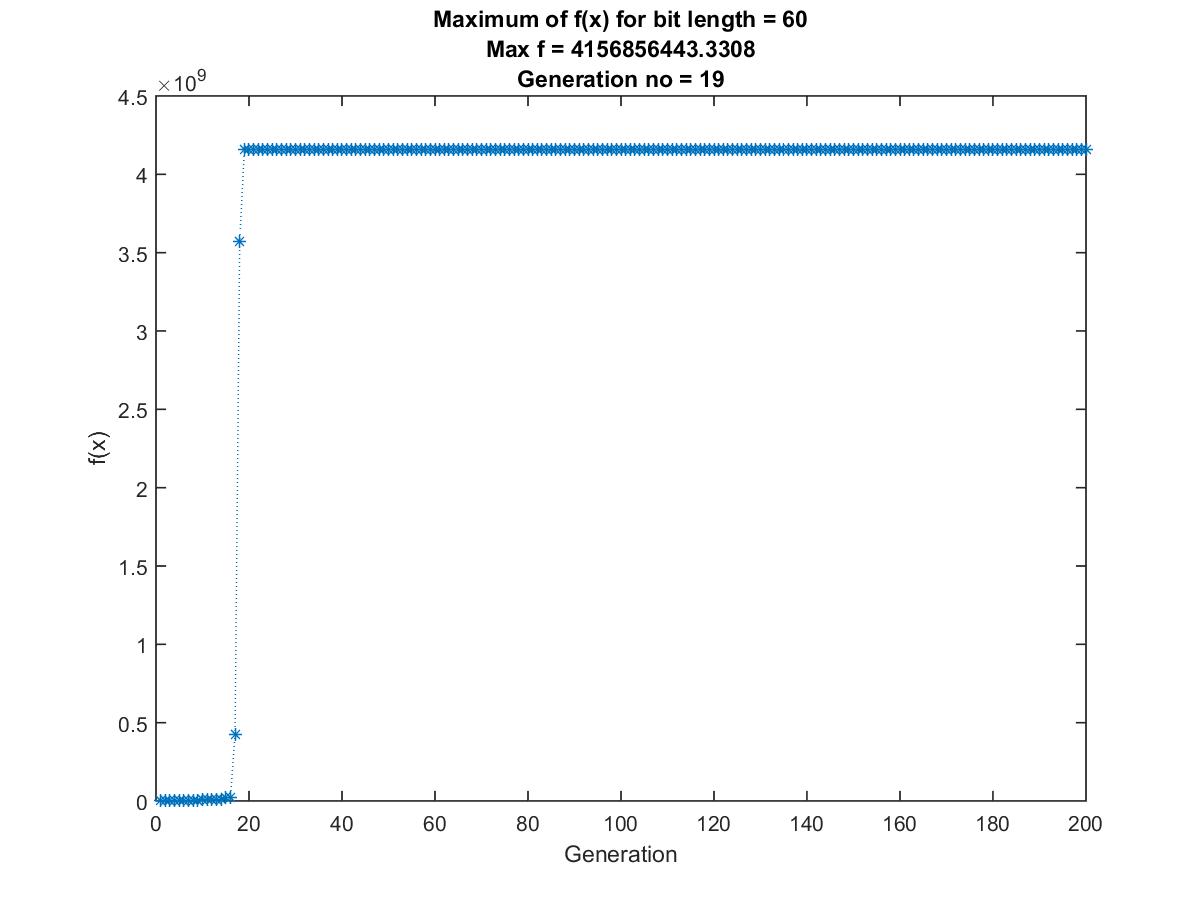 Maximum of f(x) for bit length = 60
Max f = 4156856443.3308
Generation no = 19
×10⁹
4.5
4
3.5
3
2.5
2
1.5
1
0.5
0
f(x)
0 20 40 60 80 100 120 140 160 180 200
Generation